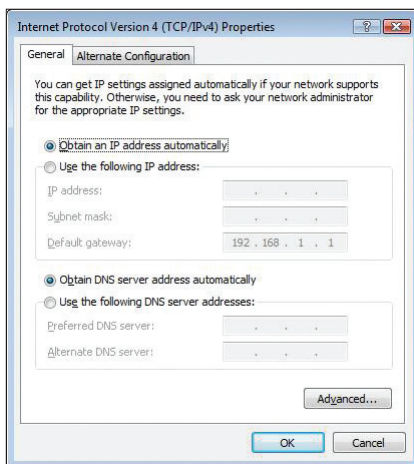 Internet Protocol Version 4 (TCP/IPv4) Properties
General
Alternate Configuration
You can get IP settings assigned automatically if your network supports
this capability. Otherwise, you need to ask your network administrator
for the appropriate IP settings.
Obtain an IP address automatically
Use the following IP address:
IP address: . . .
Subnet mask: . . .
Default gateway: 192 . 168 . 1 . 1
Obtain DNS server address automatically
Use the following DNS server addresses:
Preferred DNS server: . . .
Alternate DNS server: . . .
Advanced...
OK
Cancel